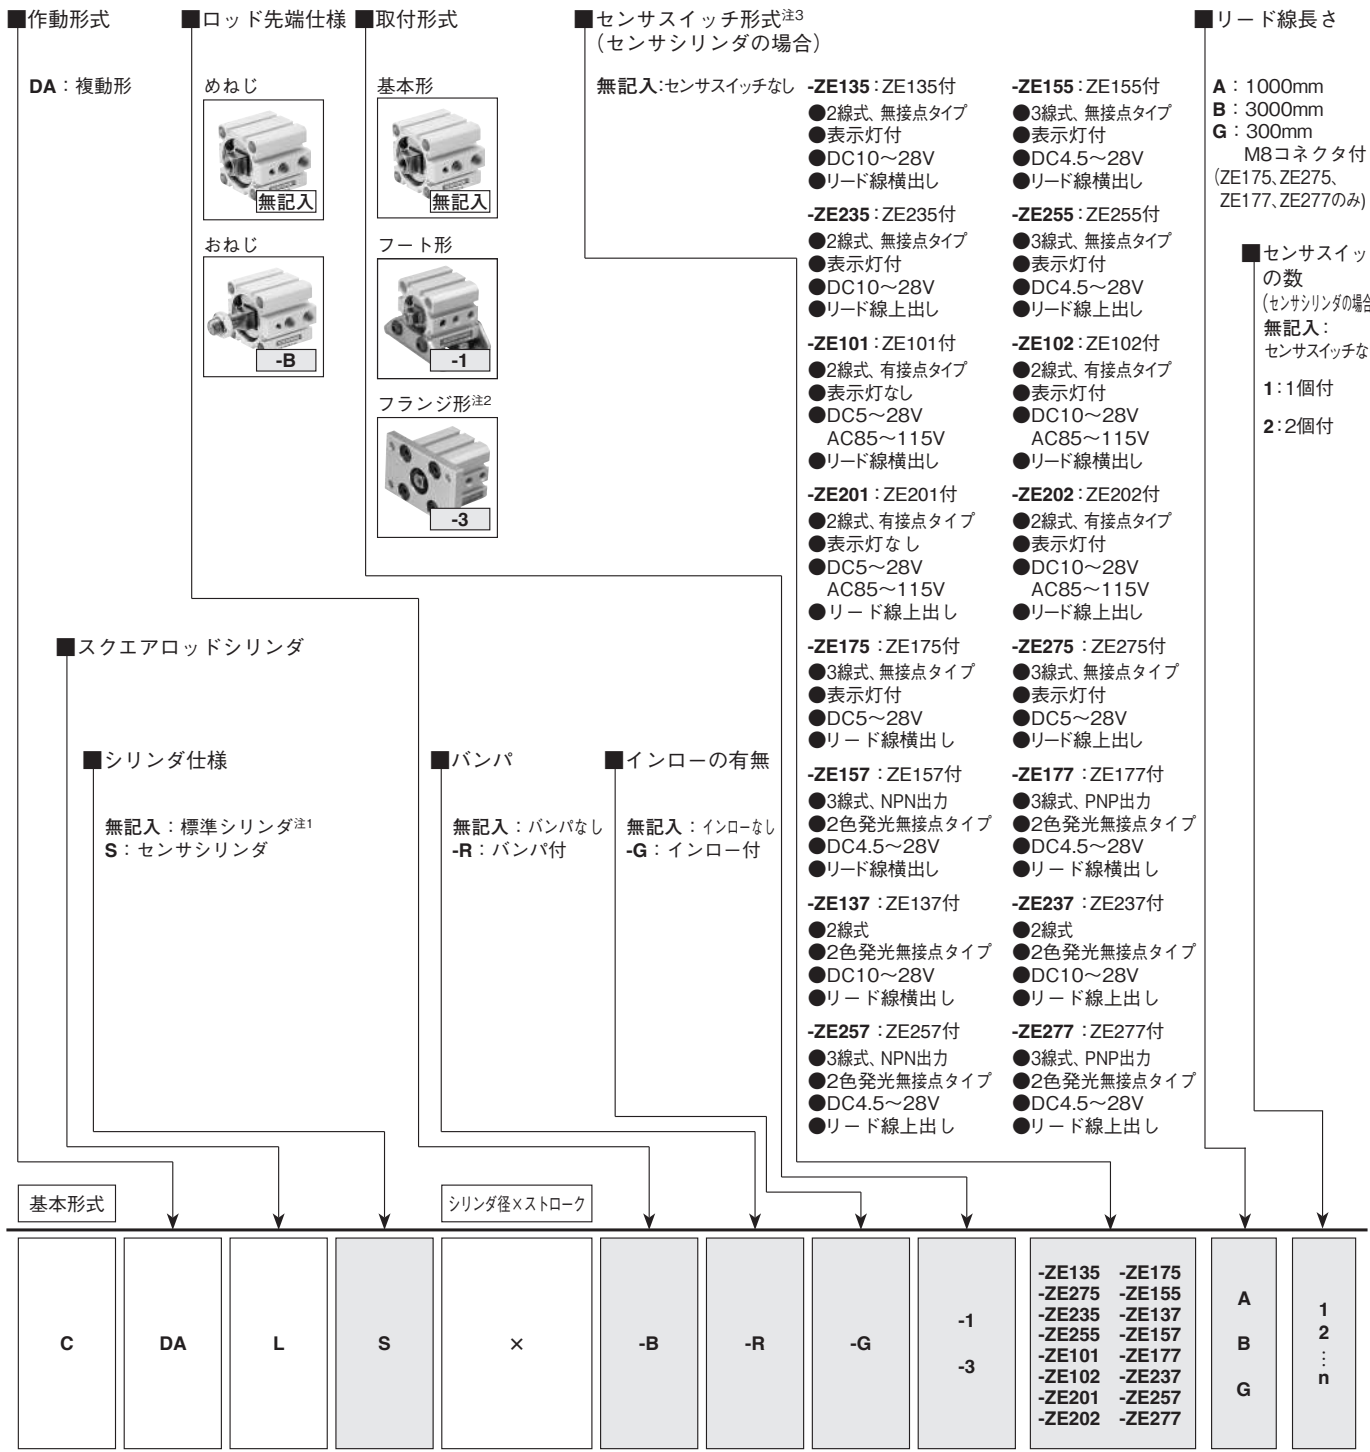 ■作動形式
DA：複動形
■ロッド先端仕様
めねじ
無記入
おねじ
-B
■取付形式
基本形
無記入
フート形
-1
フランジ形注2
-3
■センサスイッチ形式注3
（センサシリンダの場合）
無記入：センサスイッチなし
-ZE135：ZE135付
●2線式、無接点タイプ
●表示灯付
●DC10～28V
●リード線横出し
-ZE235：ZE235付
●2線式、無接点タイプ
●表示灯付
●DC10～28V
●リード線上出し
-ZE101：ZE101付
●2線式、有接点タイプ
●表示灯なし
●DC5～28V
AC85～115V
●リード線横出し
-ZE201：ZE201付
●2線式、有接点タイプ
●表示灯なし
●DC5～28V
AC85～115V
●リード線上出し
-ZE175：ZE175付
●3線式、無接点タイプ
●表示灯付
●DC5～28V
●リード線横出し
-ZE157：ZE157付
●3線式、NPN出力
●2色発光無接点タイプ
●DC4.5～28V
●リード線横出し
-ZE137：ZE137付
●2線式
●2色発光無接点タイプ
●DC10～28V
●リード線横出し
-ZE257：ZE257付
●3線式、NPN出力
●2色発光無接点タイプ
●DC4.5～28V
●リード線上出し
-ZE155：ZE155付
●3線式、無接点タイプ
●表示灯付
●DC4.5～28V
●リード線横出し
-ZE255：ZE255付
●3線式、無接点タイプ
●表示灯付
●DC4.5～28V
●リード線上出し
-ZE102：ZE102付
●2線式、有接点タイプ
●表示灯付
●DC10～28V
AC85～115V
●リード線横出し
-ZE202：ZE202付
●2線式、有接点タイプ
●表示灯付
●DC10～28V
AC85～115V
●リード線上出し
-ZE275：ZE275付
●3線式、無接点タイプ
●表示灯付
●DC5～28V
●リード線上出し
-ZE177：ZE177付
●3線式、PNP出力
●2色発光無接点タイプ
●DC4.5～28V
●リード線横出し
-ZE237：ZE237付
●2線式
●2色発光無接点タイプ
●DC10～28V
●リード線上出し
-ZE277：ZE277付
●3線式、PNP出力
●2色発光無接点タイプ
●DC4.5～28V
●リード線上出し
■リード線長さ
A：1000mm
B：3000mm
G：300mm
M8コネクタ付
(ZE175、ZE275、
ZE177、ZE277のみ)
■センサスイッ
の数
(センサシリンダの場合
無記入：
センサスイッチな
1：1個付
2：2個付
■スクエアロッドシリンダ
■シリンダ仕様
無記入：標準シリンダ注1
S：センサシリンダ
■バンパ
無記入：バンパなし
-R：バンパ付
■インローの有無
無記入：インローなし
-G：インロー付
基本形式
シリンダ径×ストローク
C
DA
L
S
×
-B
-R
-G
-1
-3
-ZE135 -ZE175
-ZE275 -ZE155
-ZE235 -ZE137
-ZE255 -ZE157
-ZE101 -ZE177
-ZE102 -ZE237
-ZE201 -ZE257
-ZE202 -ZE277
A
B
G
1
2
⋮
n